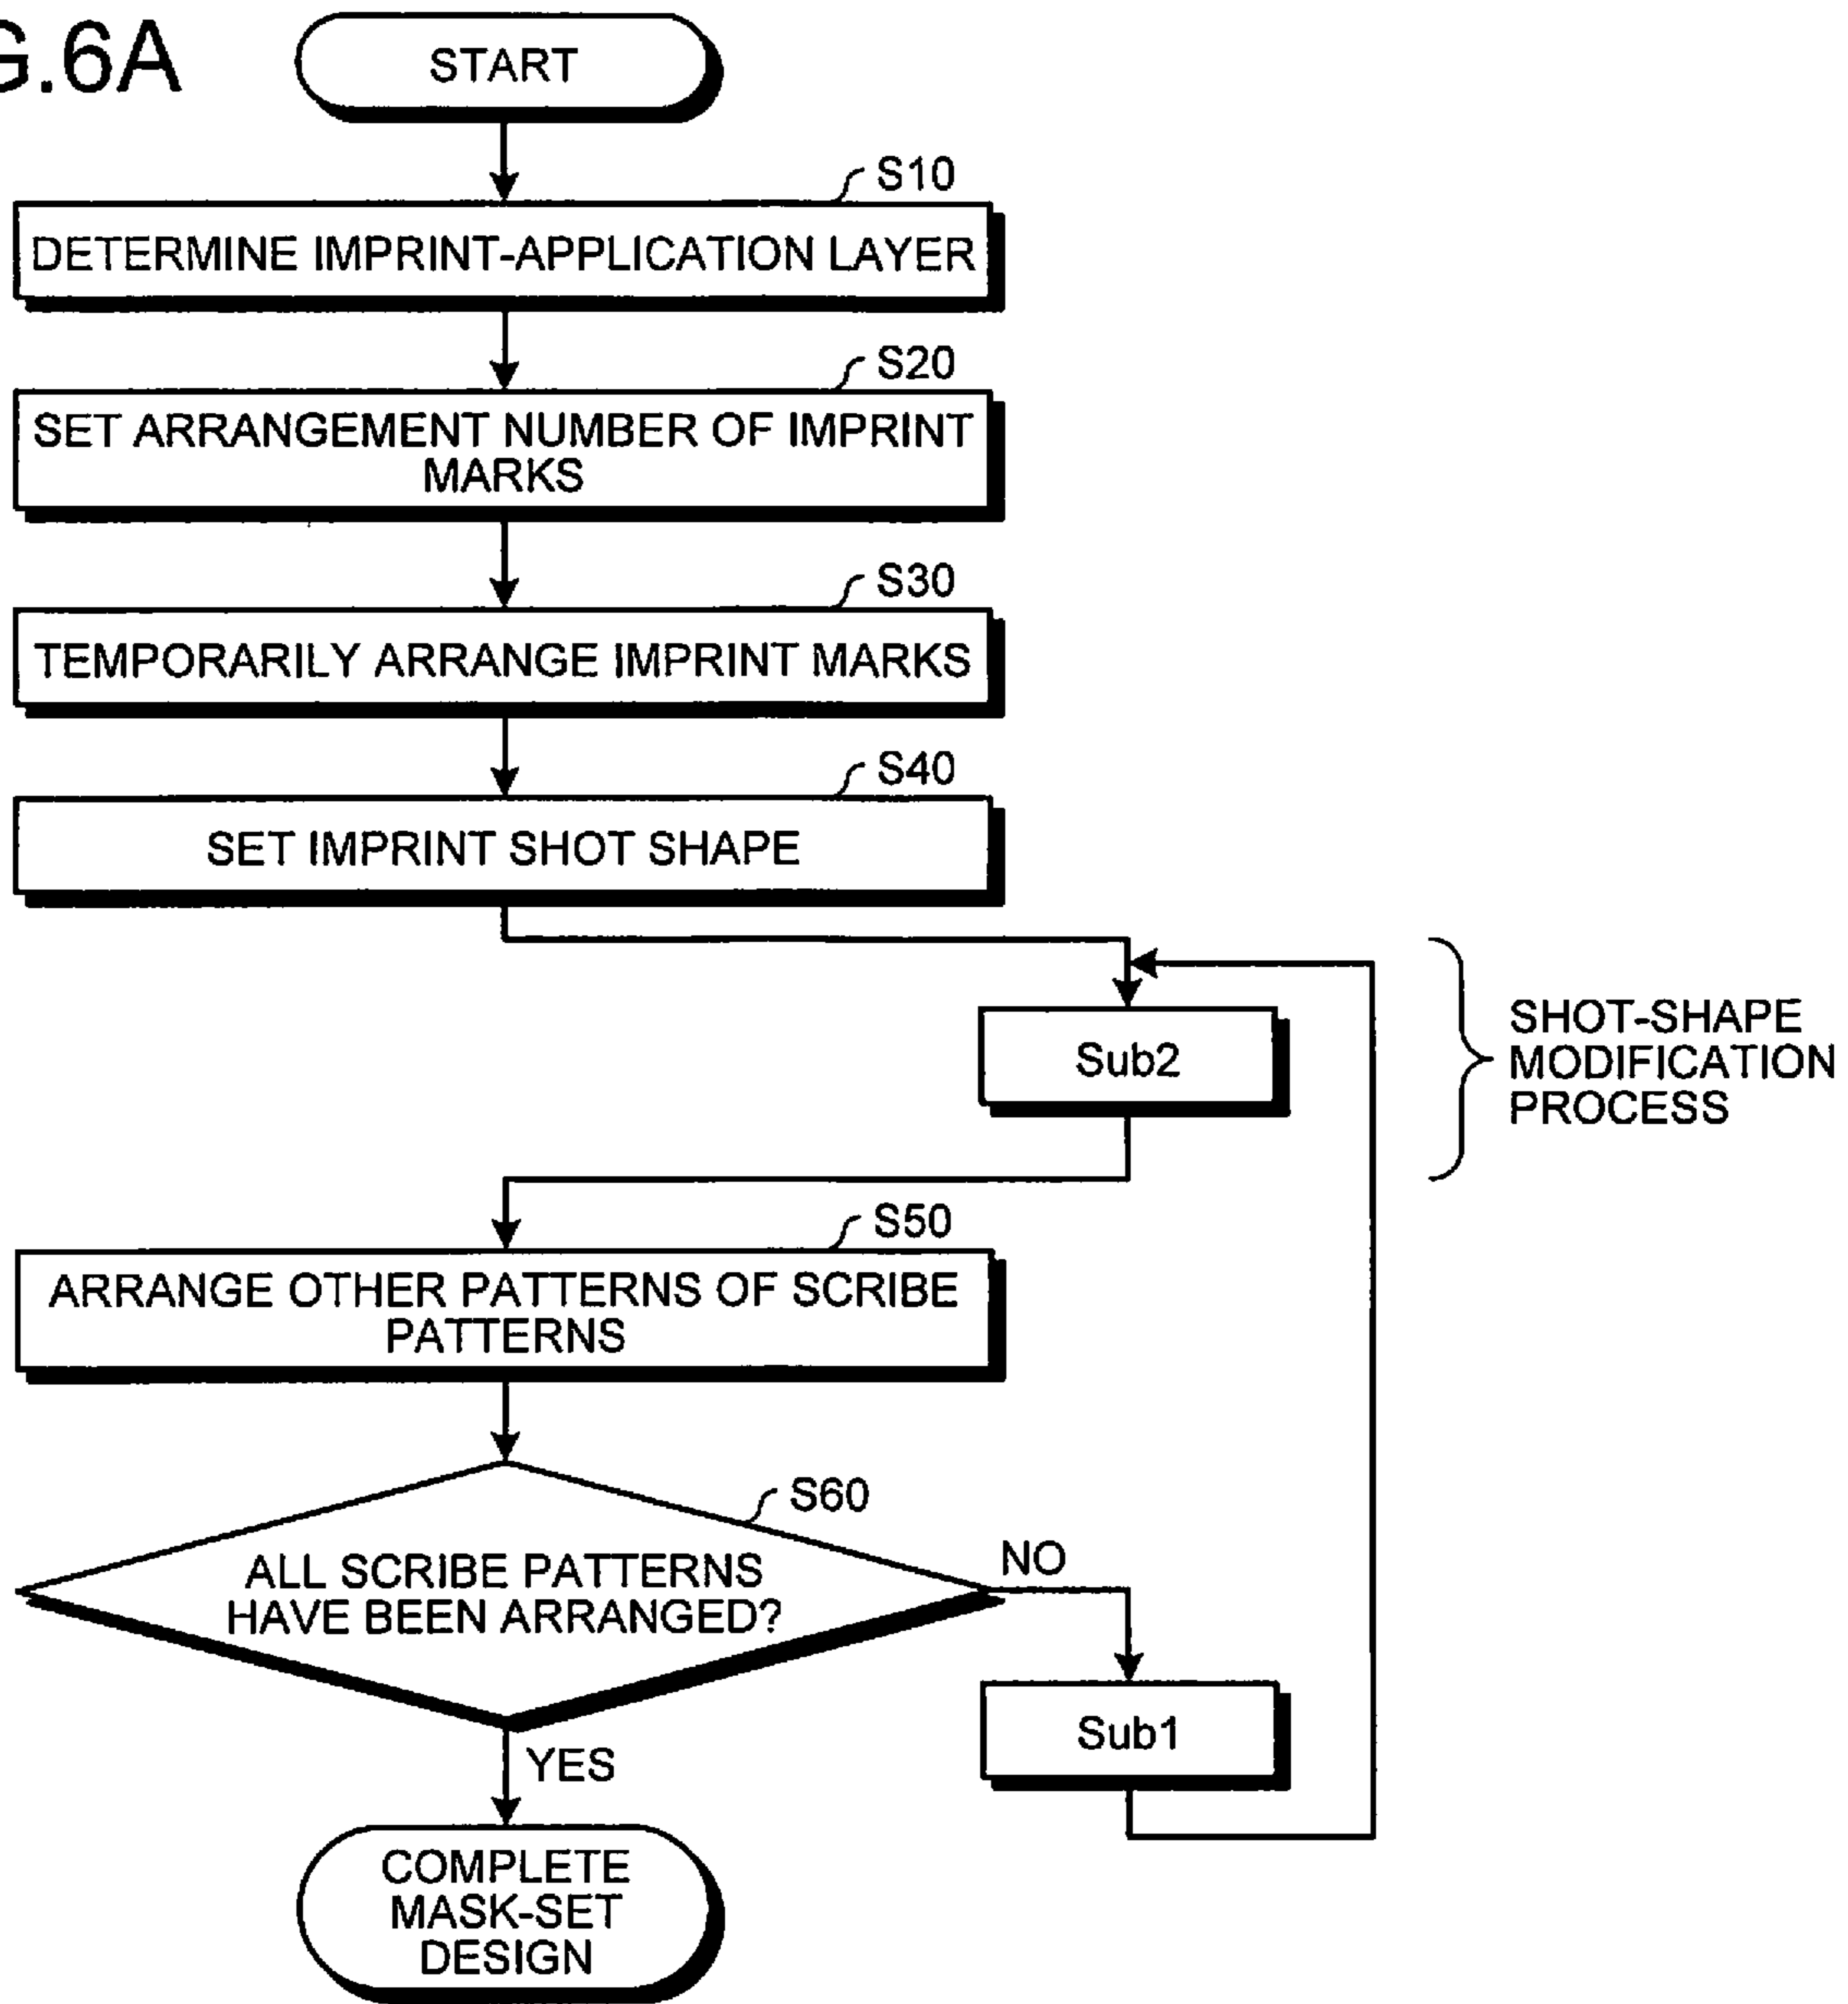 G.6A
START
S10
DETERMINE IMPRINT-APPLICATION LAYER
S20
SET ARRANGEMENT NUMBER OF IMPRINT
MARKS
S30
TEMPORARILY ARRANGE IMPRINT MARKS
S40
SET IMPRINT SHOT SHAPE
Sub2
SHOT-SHAPE
MODIFICATION
PROCESS
S50
ARRANGE OTHER PATTERNS OF SCRIBE
PATTERNS
S60
ALL SCRIBE PATTERNS
HAVE BEEN ARRANGED?
NO
Sub1
YES
COMPLETE
MASK-SET
DESIGN